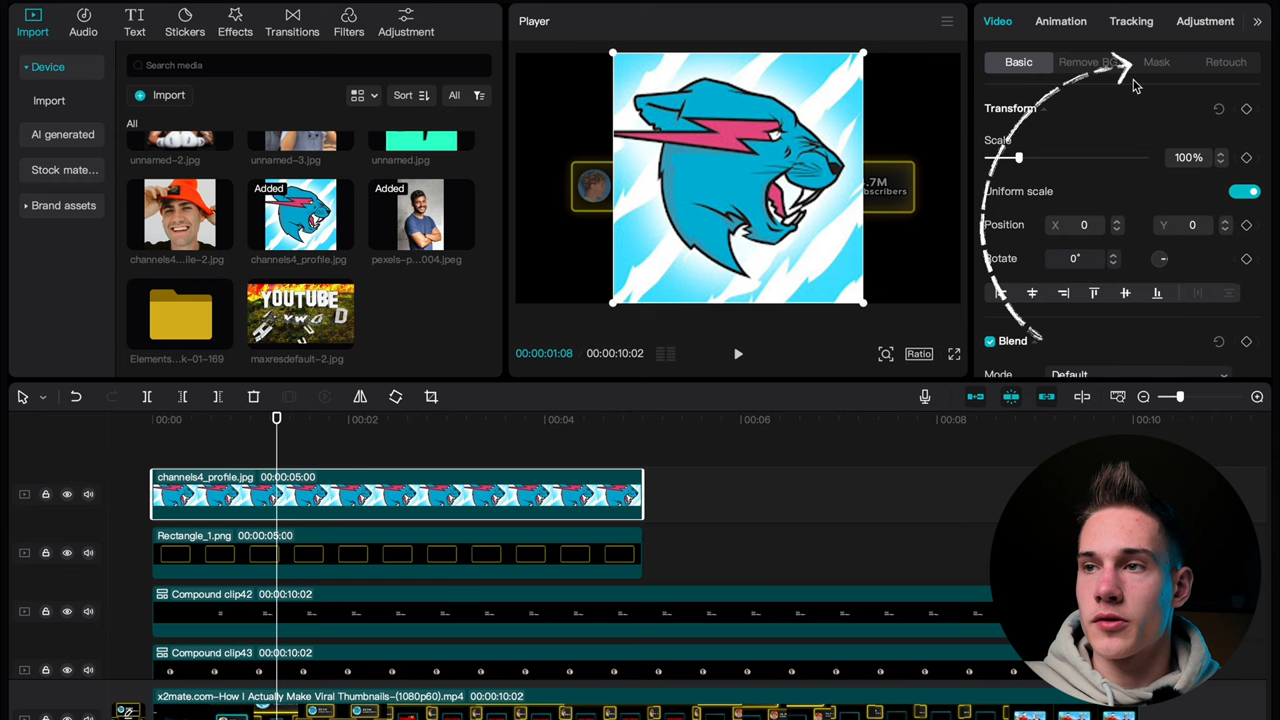 Import
Audio
Text
Stickers
Effects
Transitions
Filters
Adjustment
Device
Import
AI generated
Stock mate...
Brand assets
Search media
Import
Sort
All
All
unnamed-2.jpg
unnamed-3.jpg
unnamed.jpg
Added
Added
channels4...ile-2.jpg
channels4_profile.jpg
pexels-p...004.jpeg
YOUTUBE
Elements...k-01-169
maxresdefault-2.jpg
Player
.7M
scribers
00:00:01:08
00:00:10:02
Ratio
Video
Animation
Tracking
Adjustment
Basic
Remove BG
Mask
Retouch
Transform
Scale
100%
Uniform scale
Position
X
0
Y
0
Rotate
0°
Blend
Mode
Default
00:00
00:02
00:04
00:06
00:08
00:10
channels4_profile.jpg 00:00:05:00
Rectangle_1.png 00:00:05:00
Compound clip42 00:00:10:02
Compound clip43 00:00:10:02
x2mate.com-How I Actually Make Viral Thumbnails-(1080p60).mp4 00:00:10:02